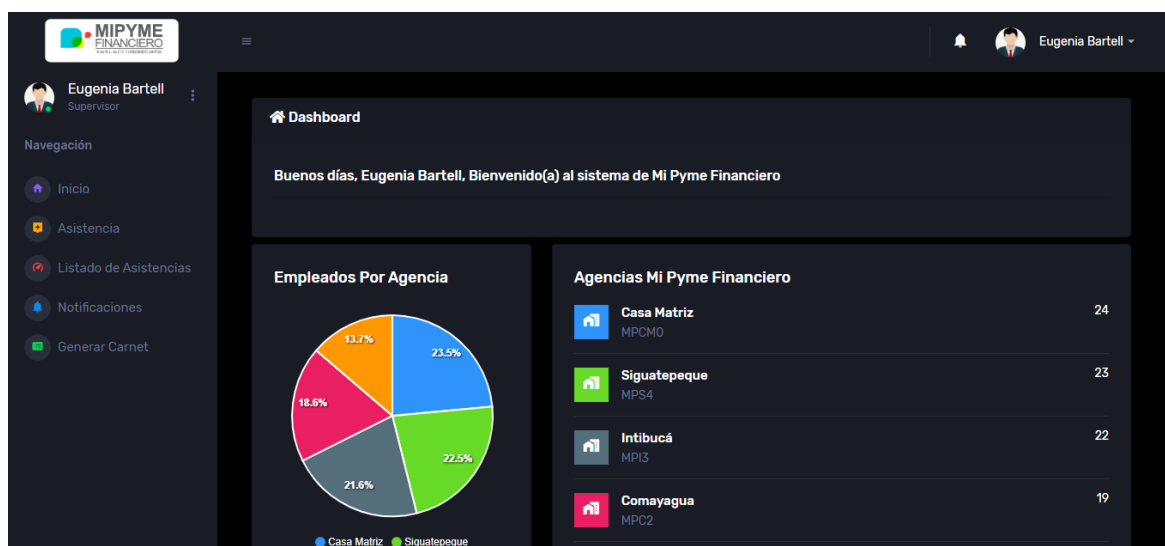 MIPYME
FINANCIERO
Eugenia Bartell
Eugenia Bartell
Supervisor
Navegación
Inicio
Asistencia
Listado de Asistencias
Notificaciones
Generar Carnet
Dashboard
Buenos días, Eugenia Bartell, Bienvenido(a) al sistema de Mi Pyme Financiero
Empleados Por Agencia
13.7%
23.5%
18.6%
22.5%
21.6%
Casa Matriz Siguatepeque
Agencias Mi Pyme Financiero
Casa Matriz 24
MPCM0
Siguatepeque 23
MPS4
Intibucá 22
MPI3
Comayagua 19
MPC2